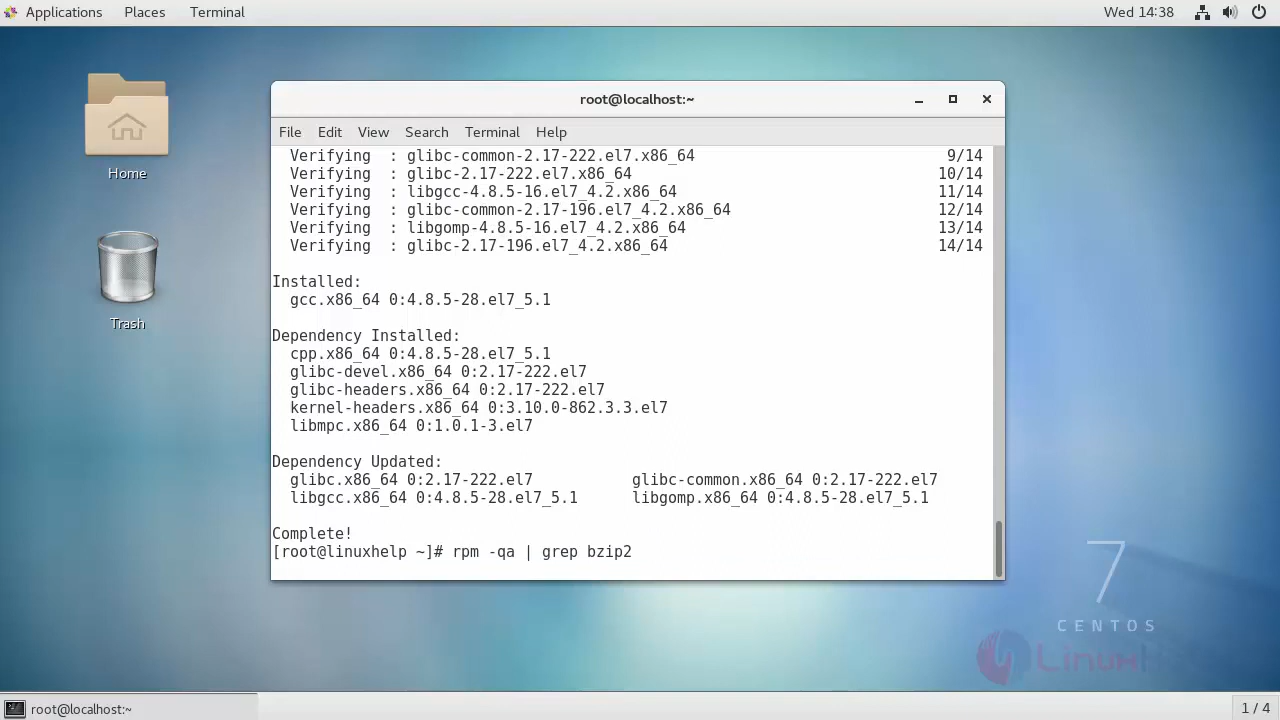 Applications Places Terminal Wed 14:38
Home
Trash
root@localhost:~
File Edit View Search Terminal Help
Verifying : glibc-common-2.17-222.el7.x86_64 9/14
Verifying : glibc-2.17-222.el7.x86_64 10/14
Verifying : libgcc-4.8.5-16.el7_4.2.x86_64 11/14
Verifying : glibc-common-2.17-196.el7_4.2.x86_64 12/14
Verifying : libgomp-4.8.5-16.el7_4.2.x86_64 13/14
Verifying : glibc-2.17-196.el7_4.2.x86_64 14/14
Installed:
gcc.x86_64 0:4.8.5-28.el7_5.1
Dependency Installed:
cpp.x86_64 0:4.8.5-28.el7_5.1
glibc-devel.x86_64 0:2.17-222.el7
glibc-headers.x86_64 0:2.17-222.el7
kernel-headers.x86_64 0:3.10.0-862.3.3.el7
libmpc.x86_64 0:1.0.1-3.el7
Dependency Updated:
glibc.x86_64 0:2.17-222.el7 glibc-common.x86_64 0:2.17-222.el7
libgcc.x86_64 0:4.8.5-28.el7_5.1 libgomp.x86_64 0:4.8.5-28.el7_5.1
Complete!
[root@linuxhelp ~]# rpm -qa | grep bzip2
7
CENTOS
root@localhost:~ 1 / 4